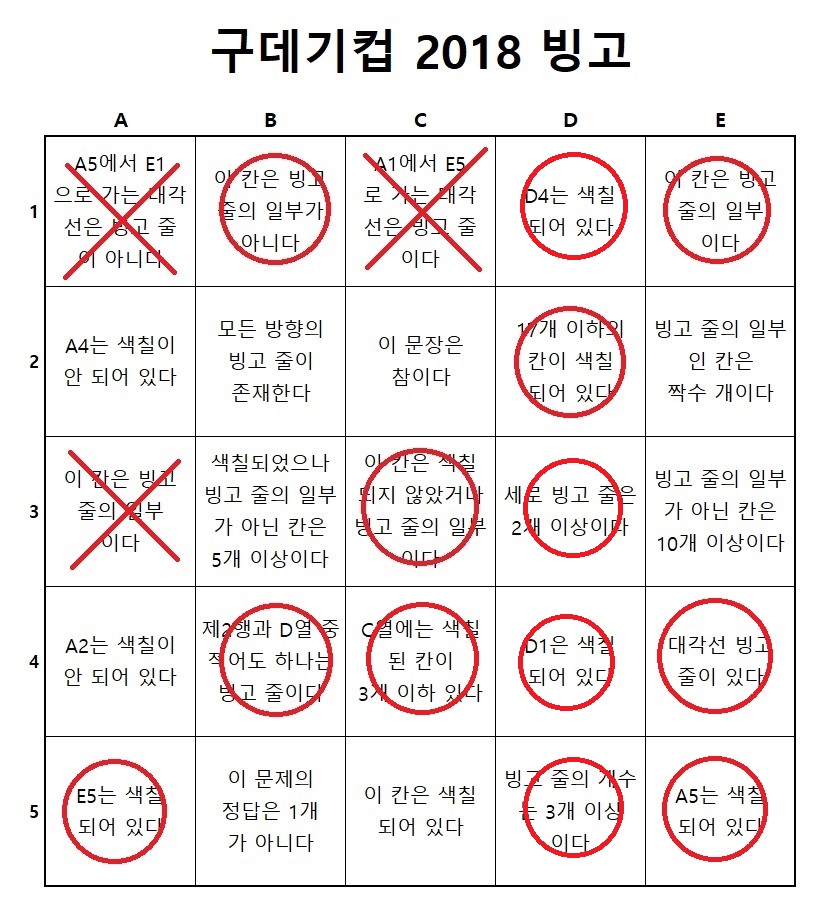 구데기컵 2018 빙고
A B C D E
1
A5에서 E1
으로 가는 대각
선은 빙고 줄
이 아니다
이 칸은 빙고
줄의 일부가
아니다
A1에서 E5
로 가는 대각
선은 빙고 줄
이다
D4는 색칠
되어 있다
이 칸은 빙고
줄의 일부
이다
2
A4는 색칠이
안 되어 있다
모든 방향의
빙고 줄이
존재한다
이 문장은
참이다
17개 이하의
칸이 색칠
되어 있다
빙고 줄의 일부
인 칸은
짝수 개이다
3
이 칸은 빙고
줄의 일부
이다
색칠되었으나
빙고 줄의 일부
가 아닌 칸은
5개 이상이다
이 칸은 색칠
되지 않았거나
빙고 줄의 일부
이다
세로 빙고 줄은
2개 이상이다
빙고 줄의 일부
가 아닌 칸은
10개 이상이다
4
A2는 색칠이
안 되어 있다
제2행과 D열 중
적어도 하나는
빙고 줄이다
C열에는 색칠
된 칸이
3개 이하 있다
D1은 색칠
되어 있다
대각선 빙고
줄이 있다
5
E5는 색칠
되어 있다
이 문제의
정답은 1개
가 아니다
이 칸은 색칠
되어 있다
빙고 줄의 개수
는 3개 이상
이다
A5는 색칠
되어 있다